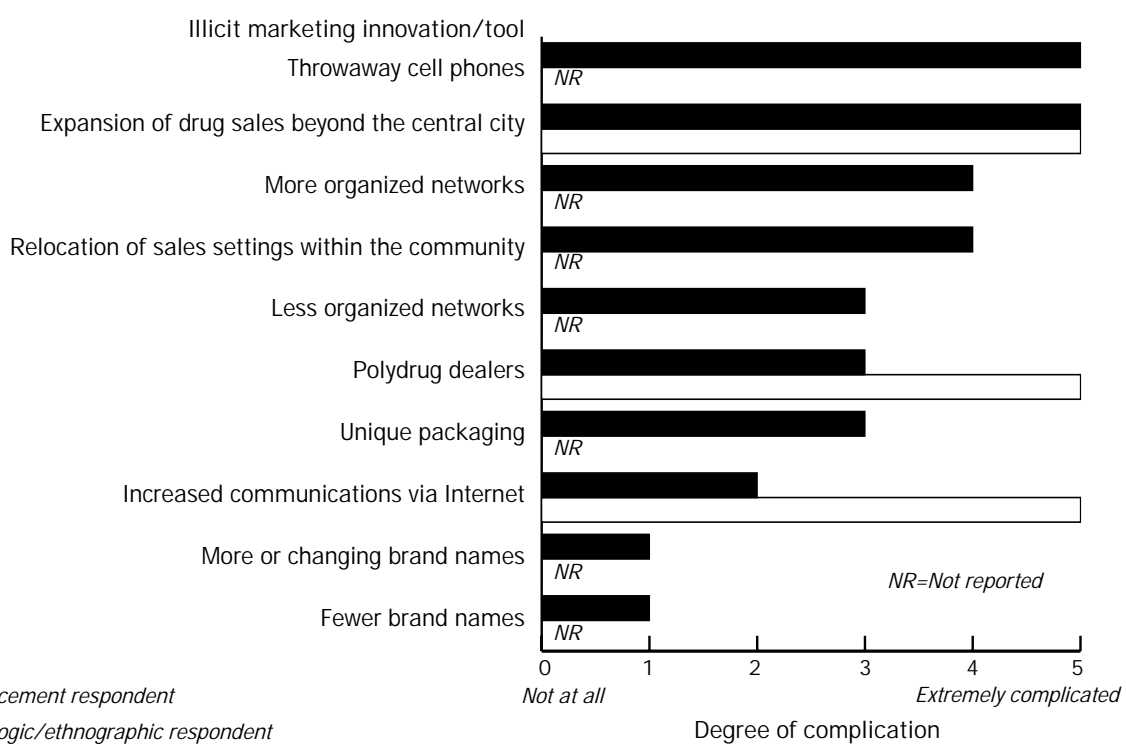 Illicit marketing innovation/tool
Throwaway cell phones
NR
Expansion of drug sales beyond the central city
More organized networks
NR
Relocation of sales settings within the community
NR
Less organized networks
NR
Polydrug dealers
Unique packaging
NR
Increased communications via Internet
More or changing brand names
NR
NR=Not reported
Fewer brand names
NR
0 1 2 3 4 5
respondent
Not at all
Extremely complicated
/ethnographic respondent
Degree of complication